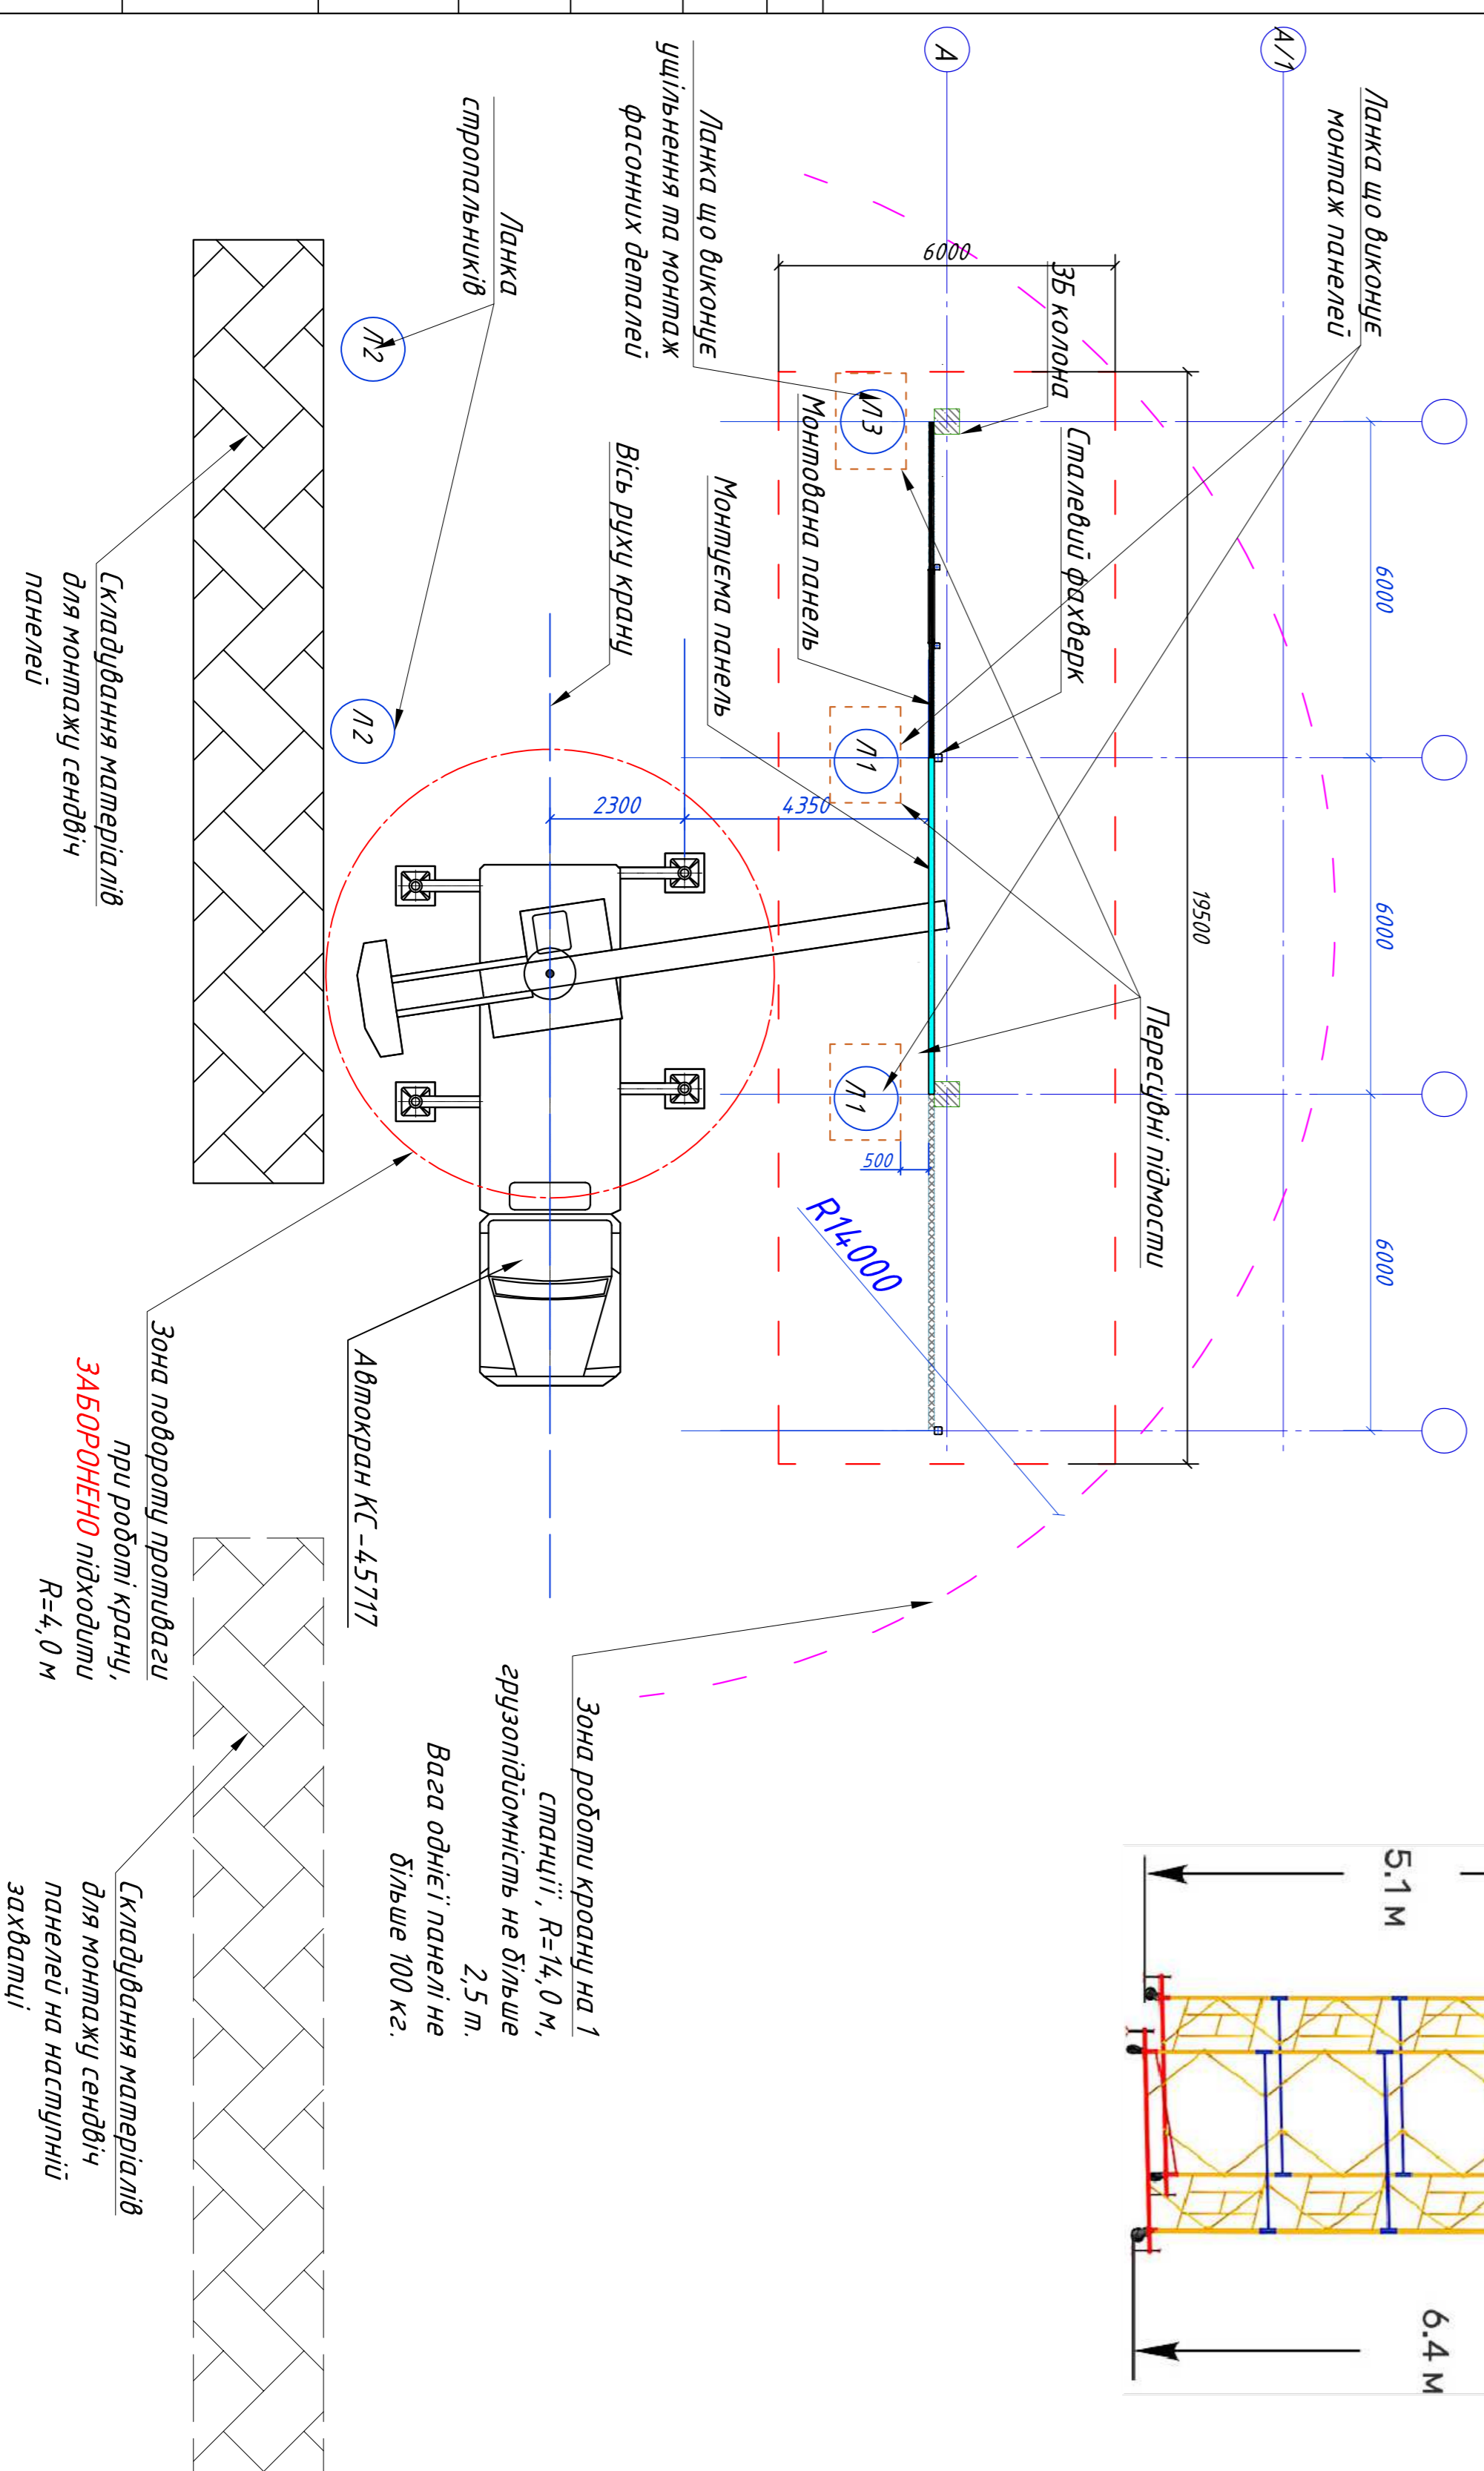 А/1
А
Ланка що виконує
монтаж панелей
Ланка що виконує
ущільнення та монтаж
фасонних деталей
Ланка
стропальників
6000
ЗБ колона
Сталевий фахверк
Монтована панель
Монтуема панель
Вісь руху крану
6000
6000
6000
19500
Л3
Л1
Л1
Л2
Л2
2300
4350
500
Пересувні підмости
R14000
Складування матеріалів
для монтажу сендвіч
панелей
Автокран КС-45717
Зона повороту противаги
при роботі крану,
ЗАБОРОНЕНО підходити
R=4,0 м
Зона роботи кроану на 1
станції, R=14,0 м,
грузопідіомність не більше
2,5 т.
Вага однієї панелі не
більше 100 кг.
Складування матеріалів
для монтажу сендвіч
панелей на наступній
захватці
5.1 м
6.4 м